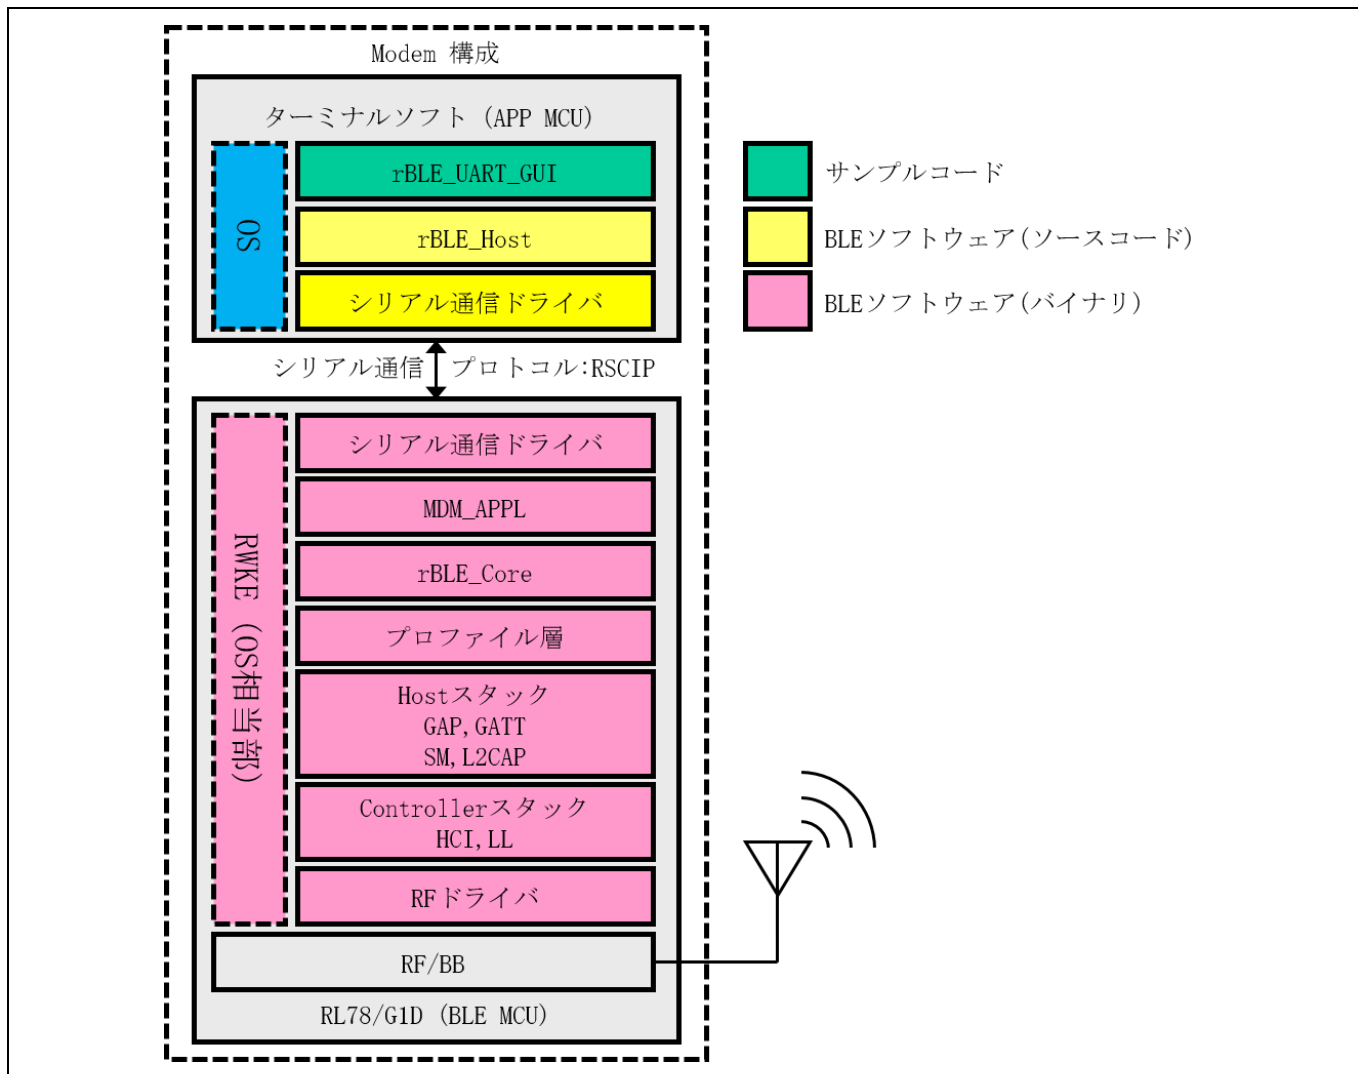 Modem 構成
ターミナルソフト (APP MCU)
OS
rBLE_UART_GUI
rBLE_Host
シリアル通信ドライバ
サンプルコード
BLEソフトウェア(ソースコード)
BLEソフトウェア(バイナリ)
シリアル通信 プロトコル:RSCIP
RWKE (OS相当部)
シリアル通信ドライバ
MDM_APPL
rBLE_Core
プロファイル層
Hostスタック
GAP,GATT
SM,L2CAP
Controllerスタック
HCI,LL
RFドライバ
RF/BB
RL78/G1D (BLE MCU)